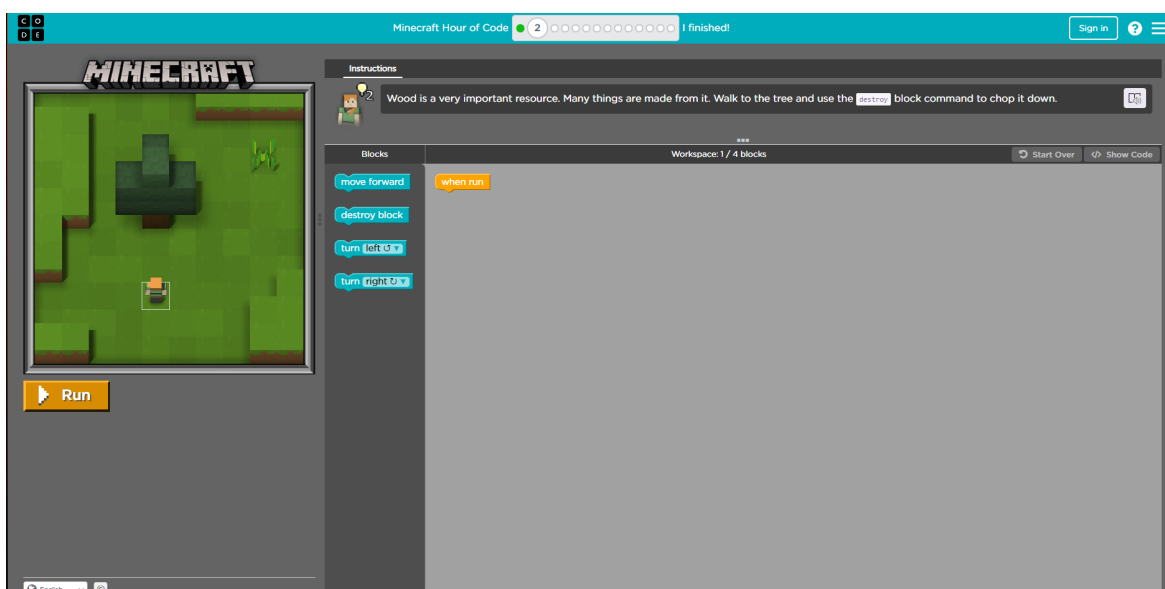 C O
D E
Minecraft Hour of Code
2
I finished!
Sign in
?
MINECRAFT
Instructions
2
Wood is a very important resource. Many things are made from it. Walk to the tree and use the destroy block command to chop it down.
Blocks
Workspace: 1 / 4 blocks
Start Over
</> Show Code
move forward
when run
destroy block
turn left ↺ ▼
turn right ↻ ▼
Run
English